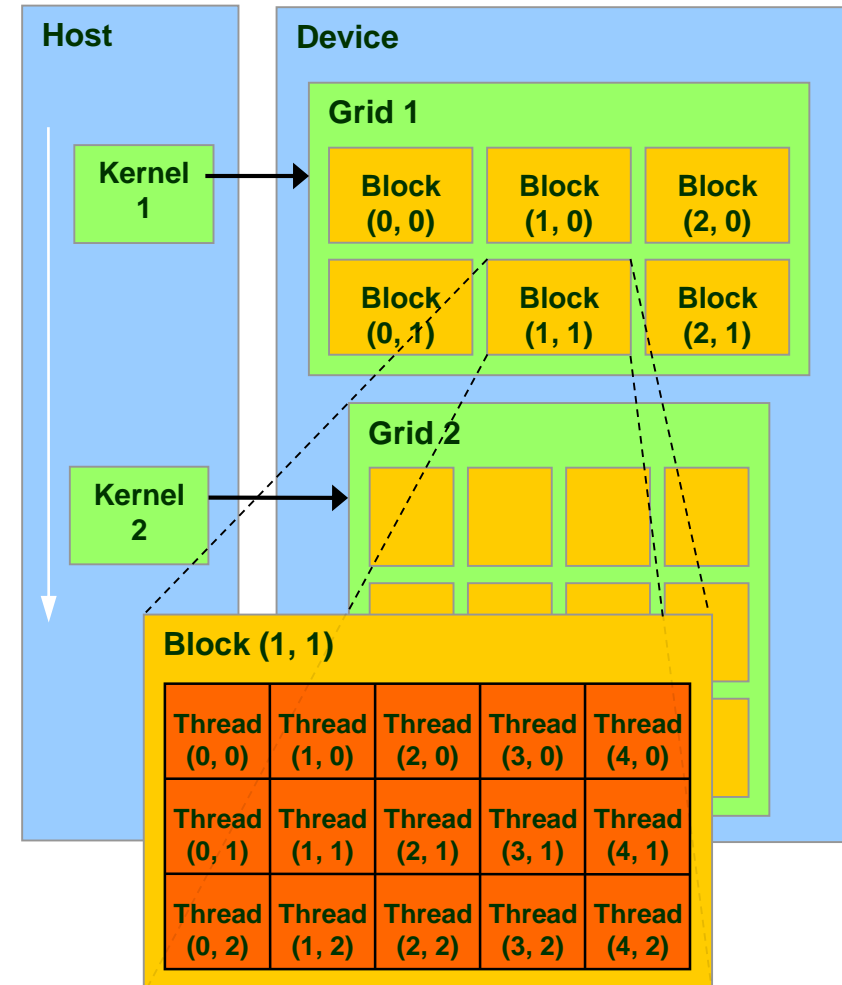 Host
Device
Grid 1
Kernel
1
Block
(0, 0)
Block
(1, 0)
Block
(2, 0)
Block
(0, 1)
Block
(1, 1)
Block
(2, 1)
Grid 2
Kernel
2
Block (1, 1)
Thread
(0, 0)
Thread
(1, 0)
Thread
(2, 0)
Thread
(3, 0)
Thread
(4, 0)
Thread
(0, 1)
Thread
(1, 1)
Thread
(2, 1)
Thread
(3, 1)
Thread
(4, 1)
Thread
(0, 2)
Thread
(1, 2)
Thread
(2, 2)
Thread
(3, 2)
Thread
(4, 2)